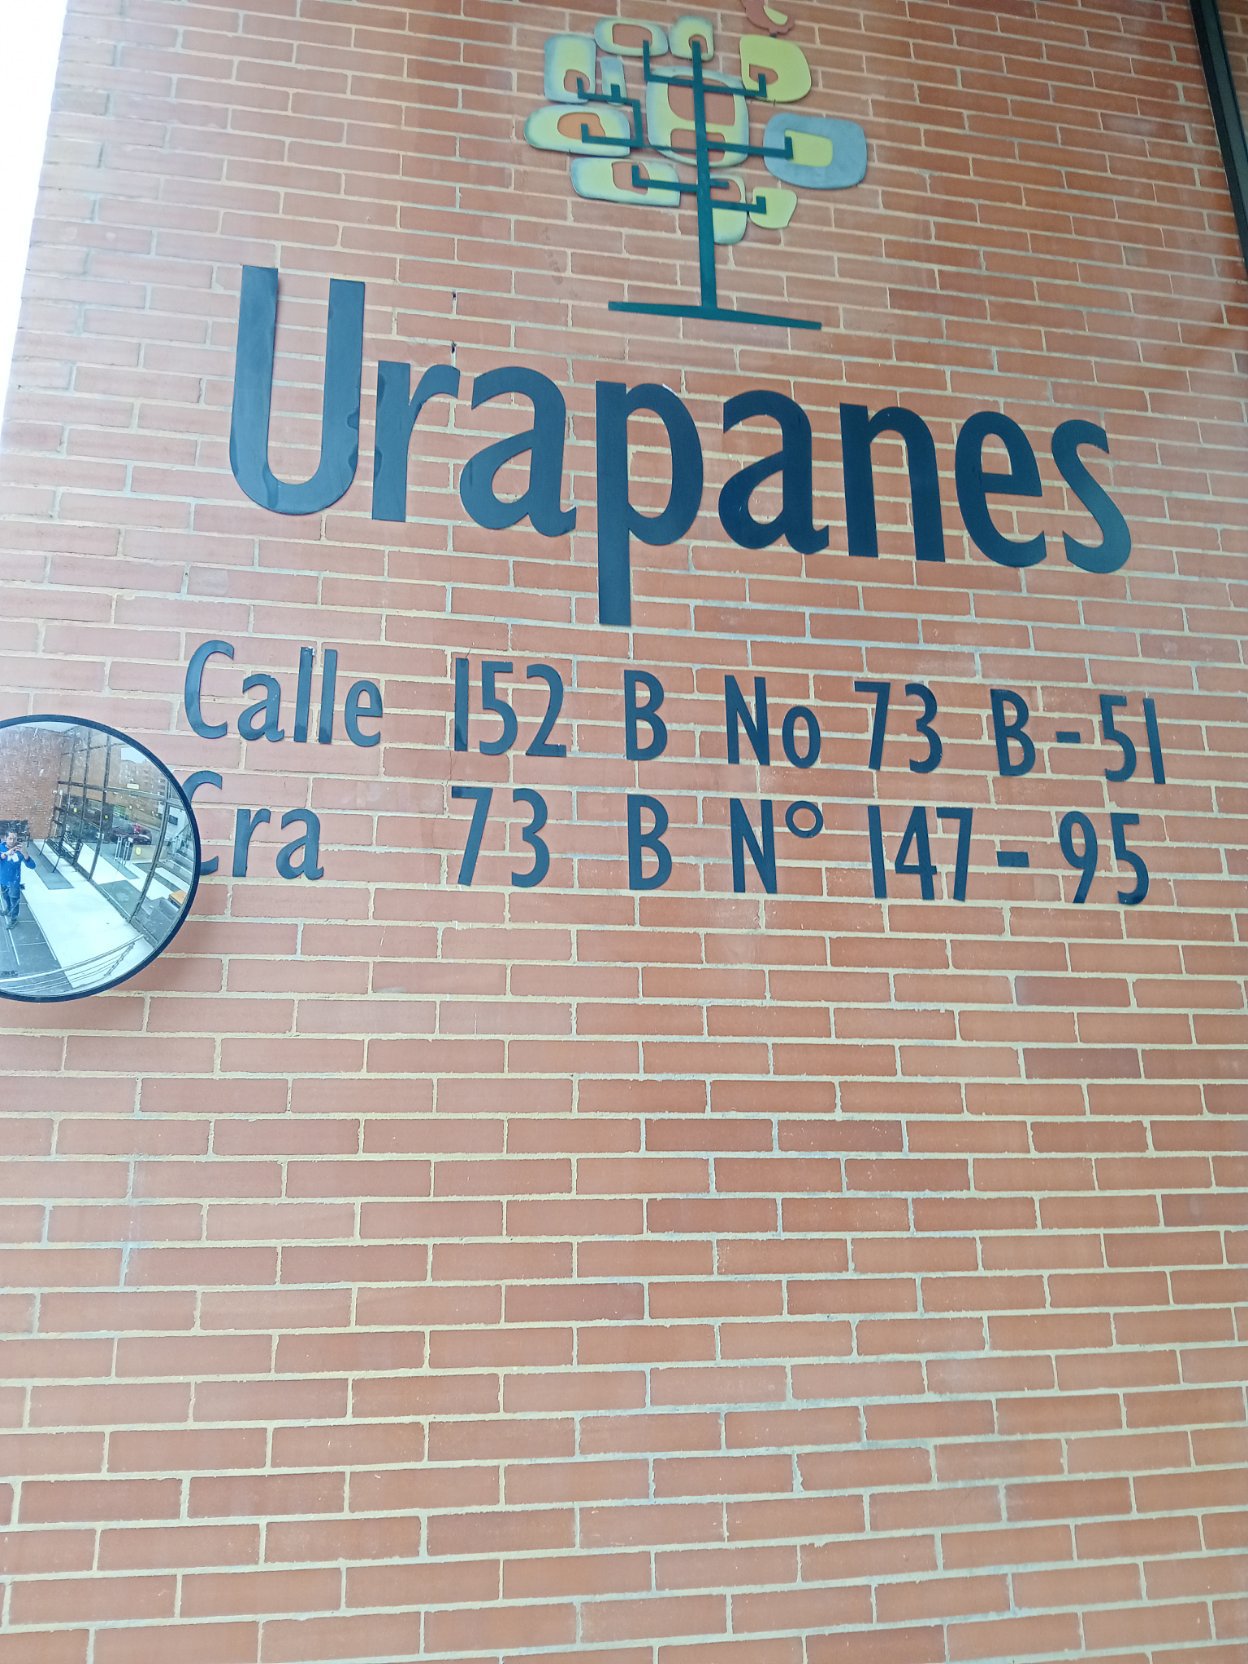 Urapanes
Calle 152 B No 73 B-51
Cra 73 B N° 147-95